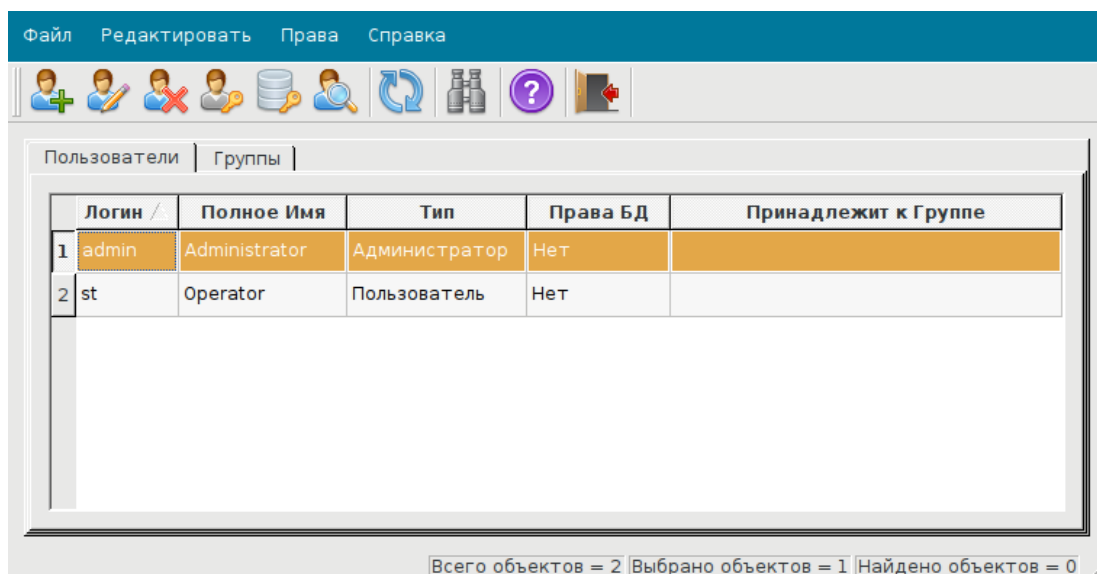 Файл Редактировать Права Справка
?
Пользователи Группы
Логин Полное Имя Тип Права БД Принадлежит к Группе
1 admin Administrator Администратор Нет
2 st Operator Пользователь Нет
Всего объектов = 2 Выбрано объектов = 1 Найдено объектов = 0